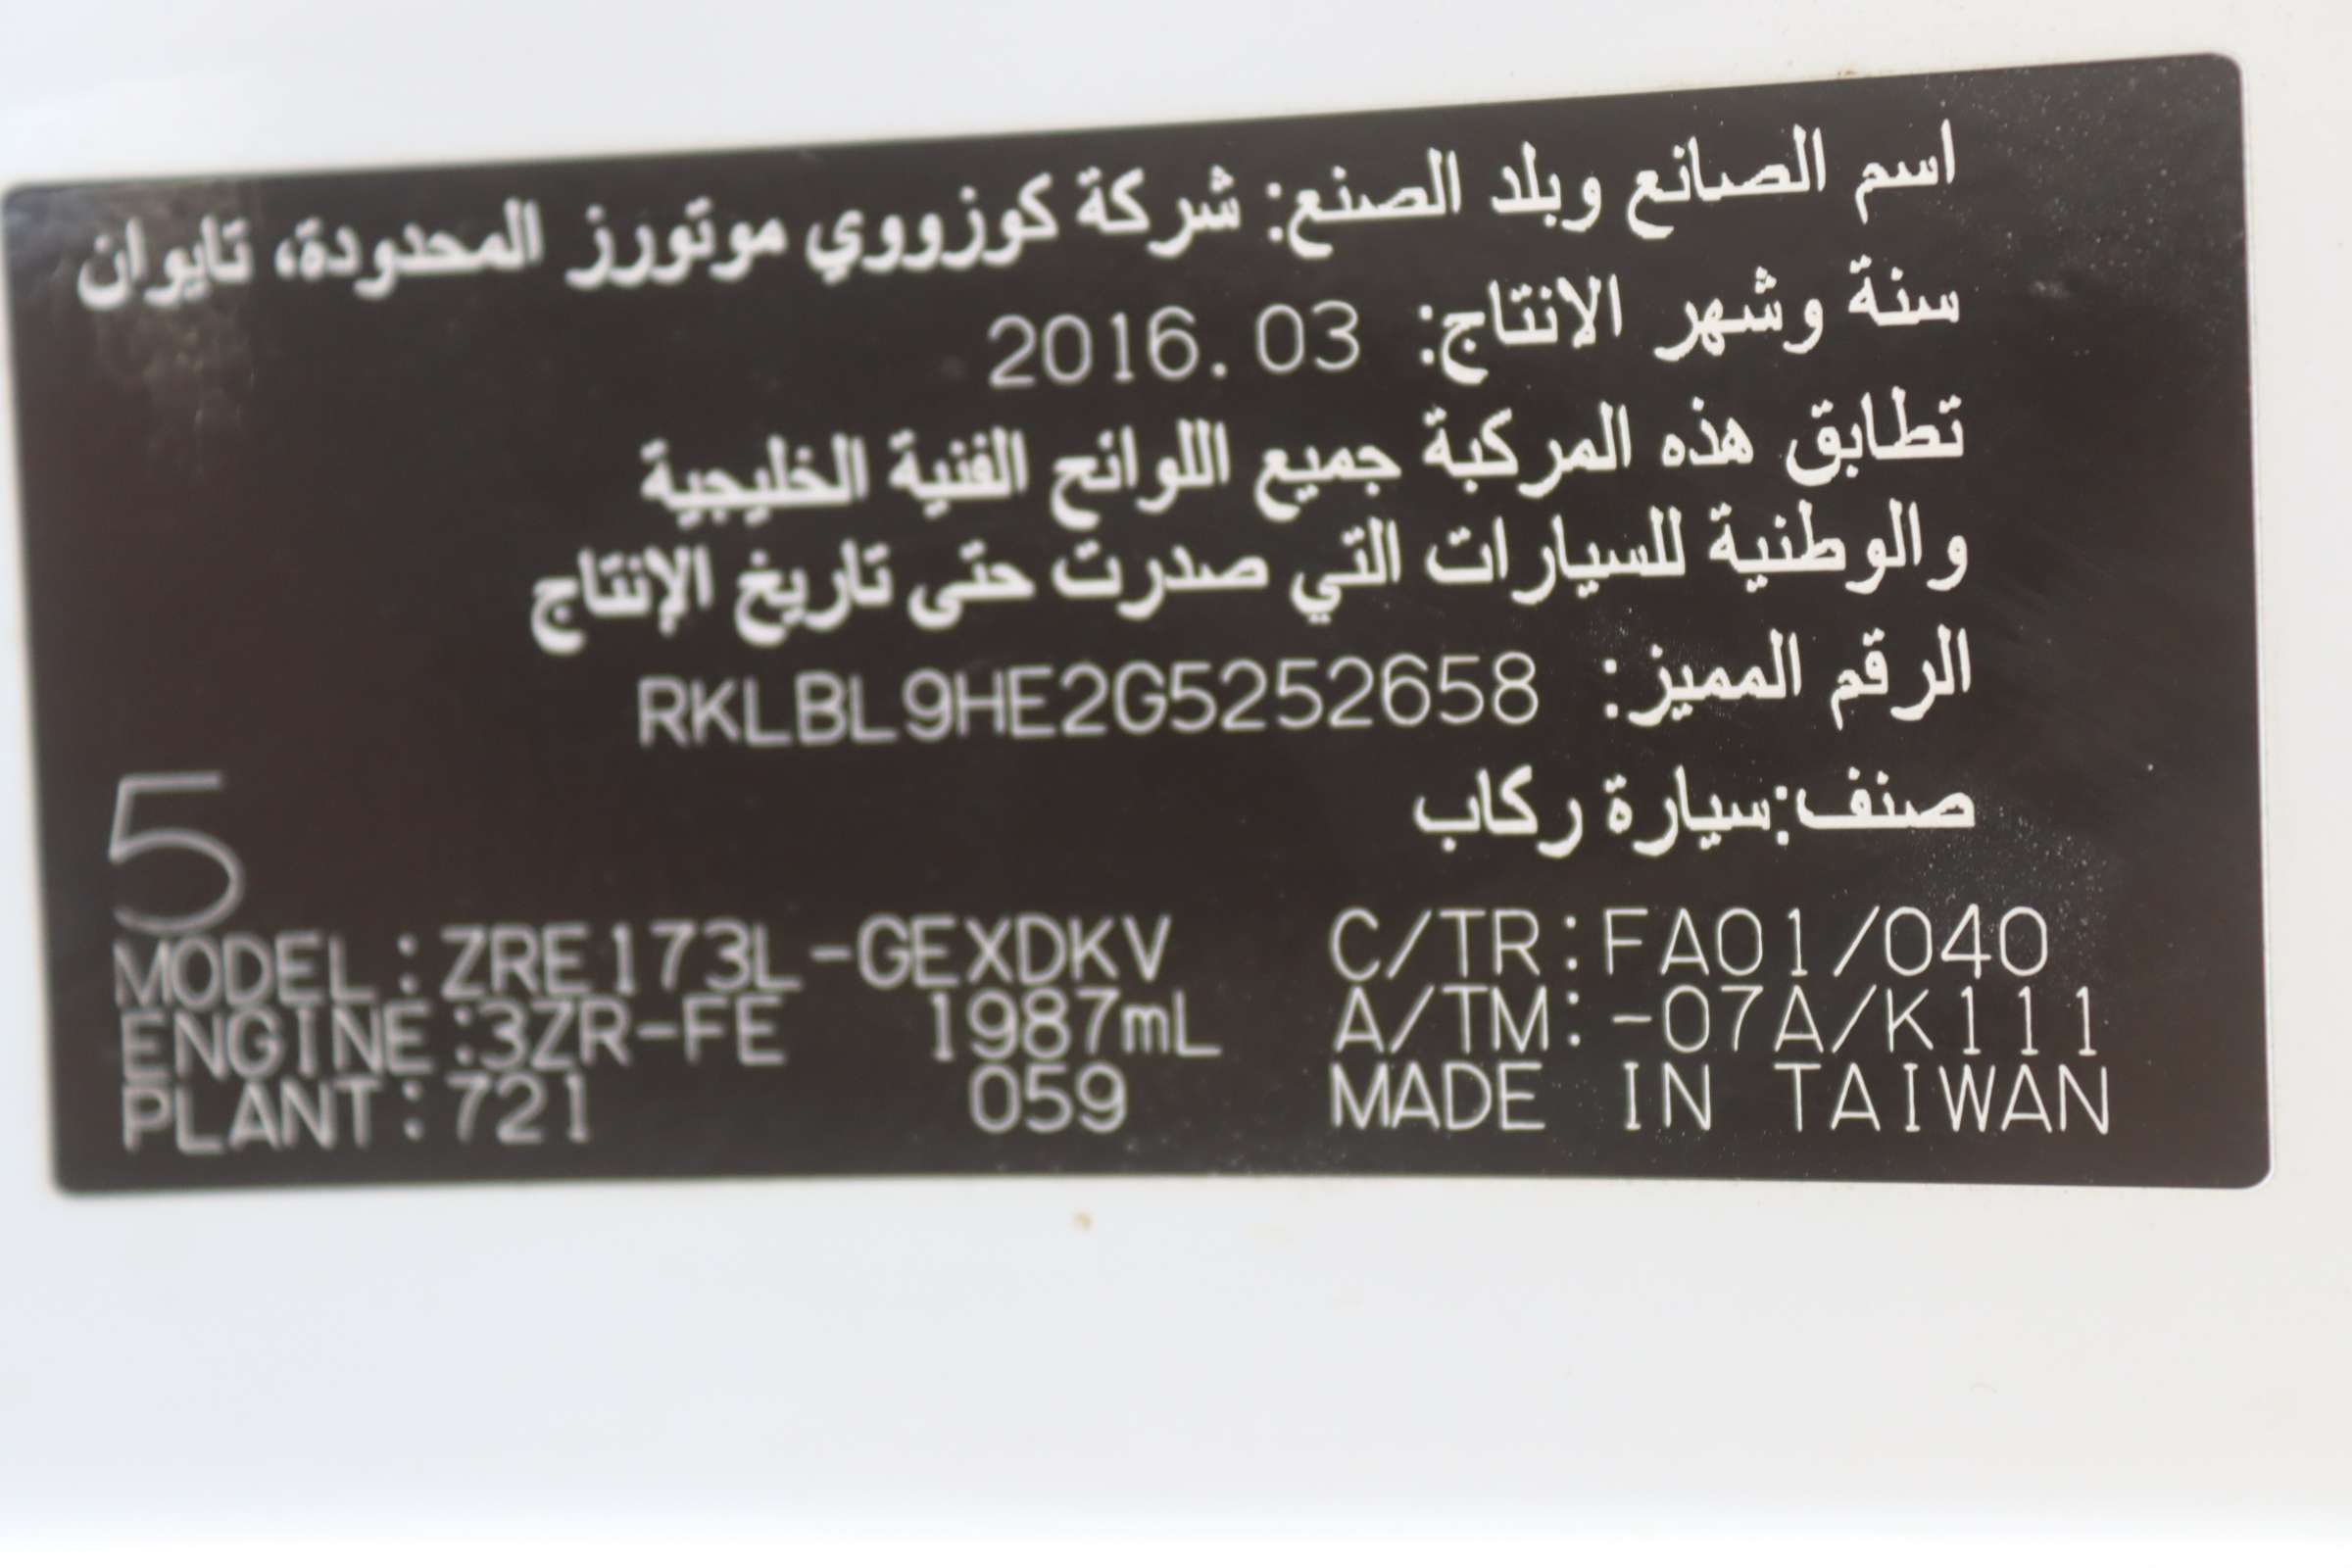 اسم الصانع وبلد الصنع: شركة كوزووي موتورز المحدودة، تايوان
سنة وشهر الانتاج: 2016.03
تطابق هذه المركبة جميع اللوائح الفنية الخليجية
والوطنية للسيارات التي صدرت حتى تاريخ الإنتاج
الرقم المميز: RKLBL9HE2G5252658
صنف:سيارة ركاب
5
MODEL:ZRE173L-GEXDKV C/TR:FA01/040
ENGINE:3ZR-FE 1987mL A/TM:-07A/K111
PLANT:721 059 MADE IN TAIWAN